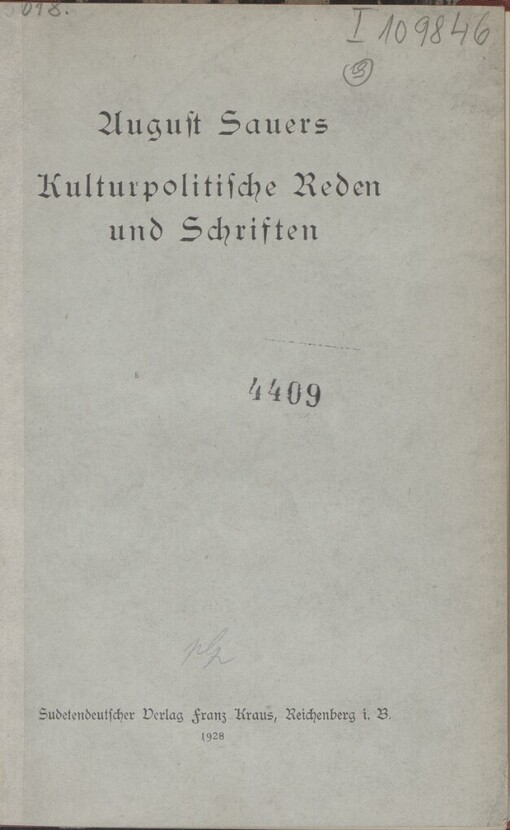 I 109846
August Sauers
Kulturpolitische Reden
und Schriften
4409
Sudetendeutscher Verlag Franz Kraus, Reichenberg i. B.
1928